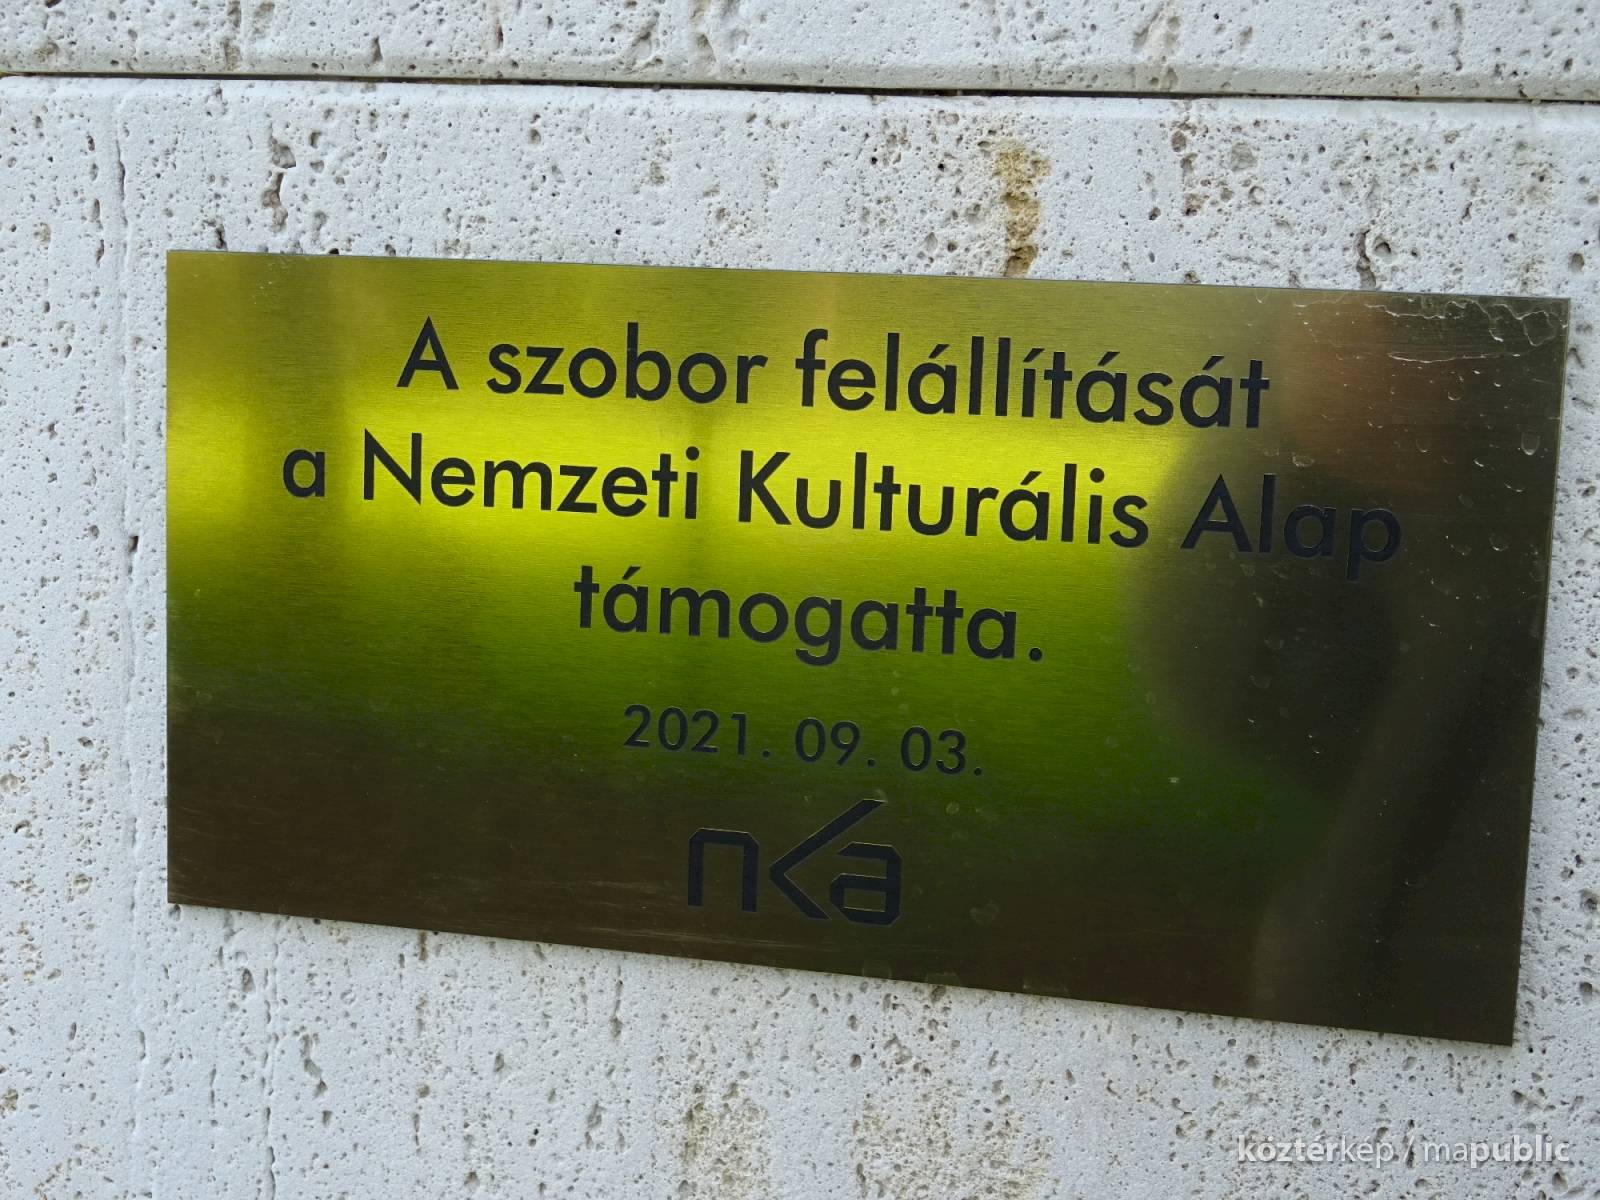 A szobor felállítását
a Nemzeti Kulturális Alap
támogatta.
2021. 09. 03.
nka
köztérkép / mapublic